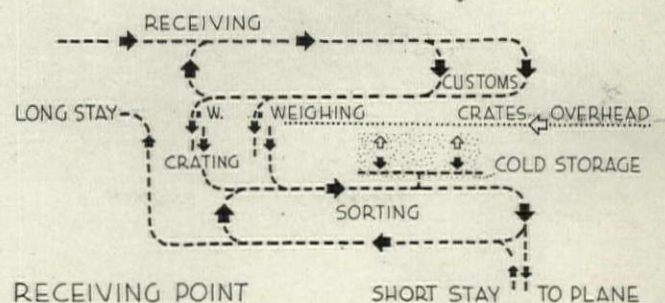 RECEIVING
CUSTOMS
LONG STAY
W.
WEIGHING
CRATES
OVERHEAD
CRATING
COLD STORAGE
SORTING
RECEIVING POINT
SHORT STAY
TO PLANE